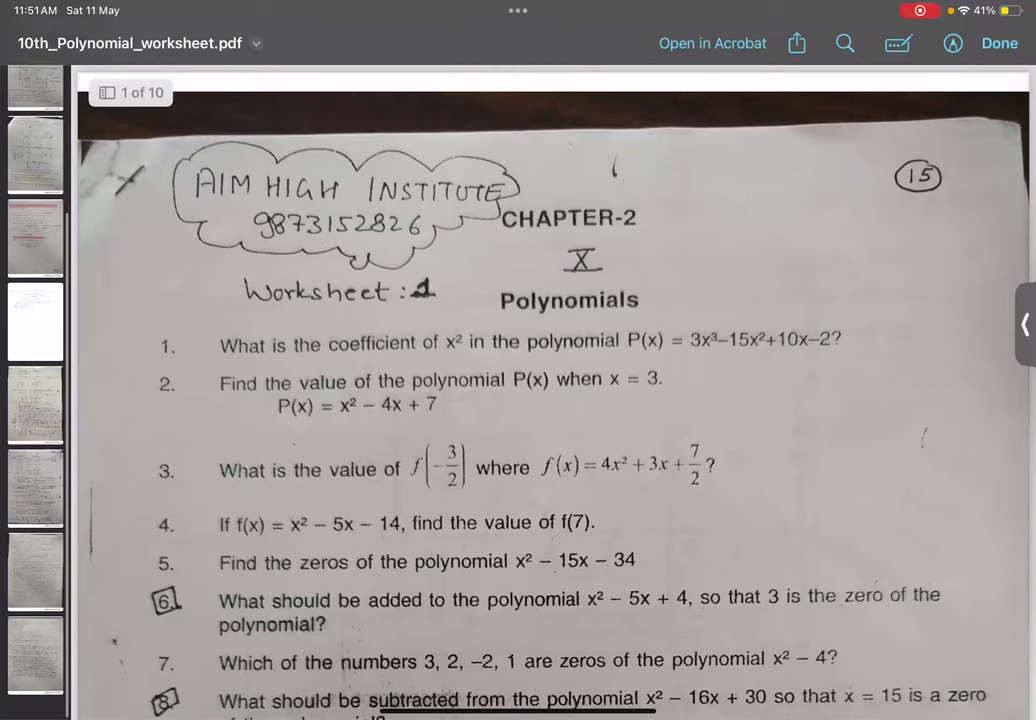 11:51AM Sat 11 May
41%
10th_Polynomial_worksheet.pdf
Open in Acrobat
Done
1 of 10
AIM HIGH INSTITUTE
9873152826
15
CHAPTER-2
X
Worksheet : 1
Polynomials
1. What is the coefficient of x² in the polynomial P(x) = 3x³–15x²+10x–2?
2. Find the value of the polynomial P(x) when x = 3.
P(x) = x² – 4x + 7
3. What is the value of f(-3/2) where f(x) = 4x² + 3x + 7/2 ?
4. If f(x) = x² – 5x – 14, find the value of f(7).
5. Find the zeros of the polynomial x² – 15x – 34
6. What should be added to the polynomial x² – 5x + 4, so that 3 is the zero of the
polynomial?
7. Which of the numbers 3, 2, –2, 1 are zeros of the polynomial x² – 4?
8. What should be subtracted from the polynomial x² – 16x + 30 so that x = 15 is a zero